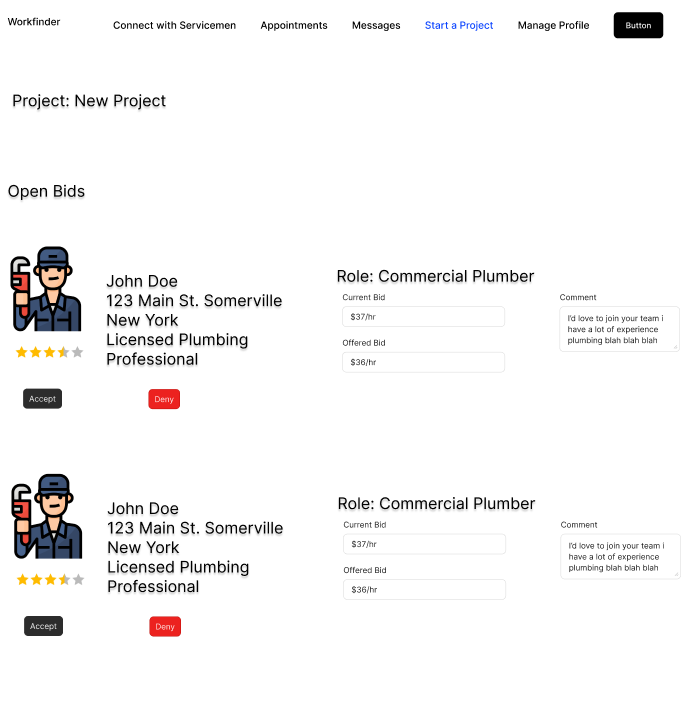 Workfinder
Connect with Servicemen
Appointments
Messages
Start a Project
Manage Profile
Button
Project: New Project
Open Bids
John Doe
123 Main St. Somerville
New York
Licensed Plumbing
Professional
Accept
Deny
Role: Commercial Plumber
Current Bid
$37/hr
Offered Bid
$36/hr
Comment
I'd love to join your team i
have a lot of experience
plumbing blah blah blah
John Doe
123 Main St. Somerville
New York
Licensed Plumbing
Professional
Accept
Deny
Role: Commercial Plumber
Current Bid
$37/hr
Offered Bid
$36/hr
Comment
I'd love to join your team i
have a lot of experience
plumbing blah blah blah